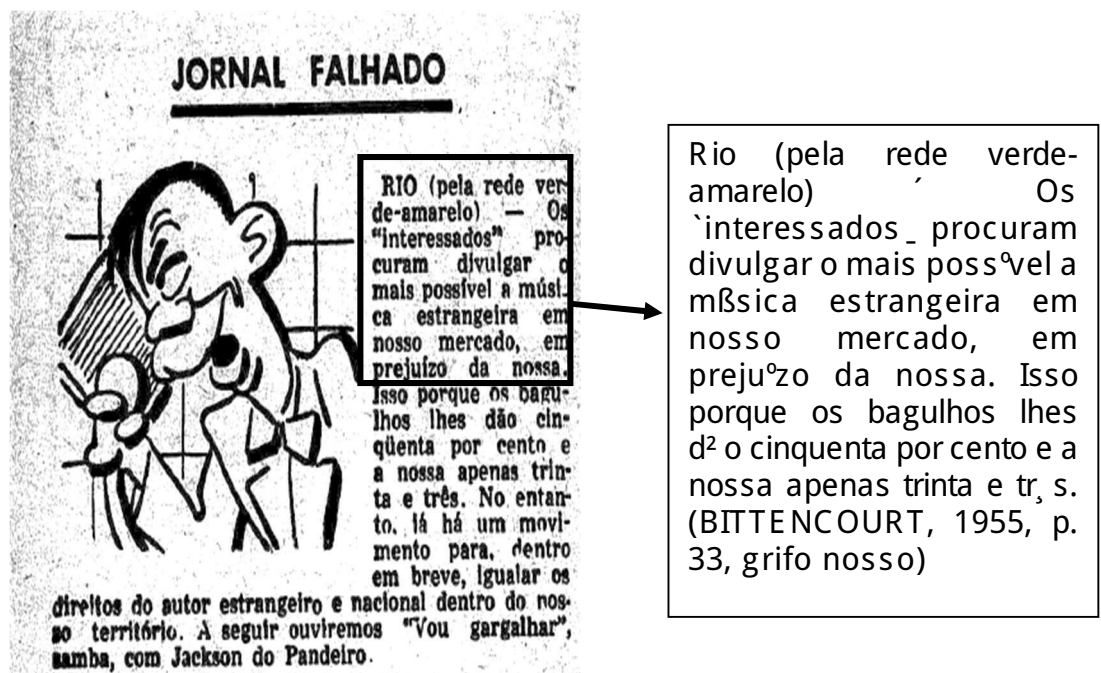 JORNAL FALHADO
RIO (pela rede ver-
de-amarelo) — Os
"interessados" pro-
curam divulgar o
mais possível a músi-
ca estrangeira em
nosso mercado, em
prejuízo da nossa.
Isso porque os bagu-
lhos lhes dão cin-
qüenta por cento e
a nossa apenas trin-
ta e três. No entan-
to, já há um movi-
mento para, dentro
em breve, igualar os
direitos do autor estrangeiro e nacional dentro do nos-
so território. A seguir ouviremos "Vou gargalhar",
samba, com Jackson do Pandeiro.
Rio (pela rede verde-
amarelo) ´ Os
`interessados_ procuram
divulgar o mais possºvel a
mßsica estrangeira em
nosso mercado, em
prejuºzo da nossa. Isso
porque os bagulhos lhes
d²o cinquenta por cento e a
nossa apenas trinta e tr¸s.
(BITTENCOURT, 1955, p.
33, grifo nosso)